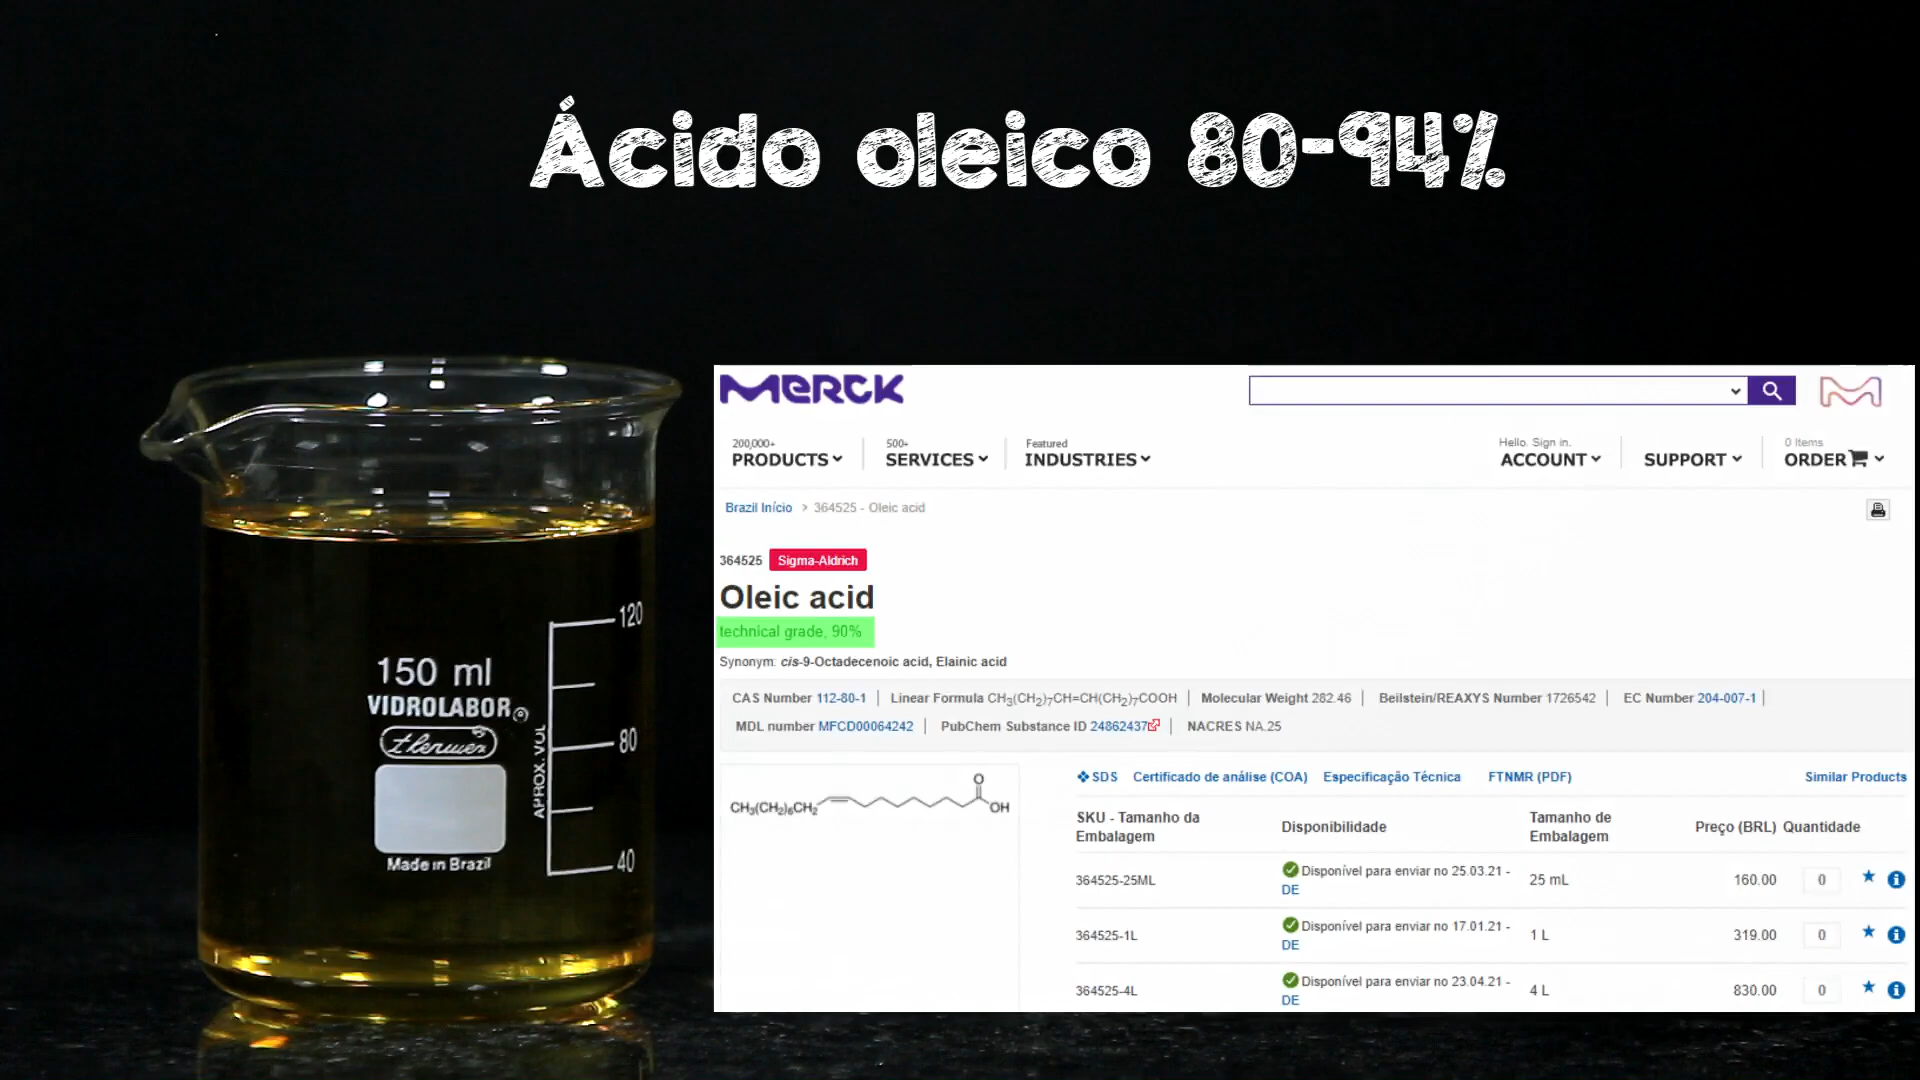 Ácido oleico 80-94%
MERCK
200,000+
PRODUCTS
500+
SERVICES
Featured
INDUSTRIES
Hello. Sign in.
ACCOUNT
SUPPORT
0 Items
ORDER
Brazil Início > 364525 - Oleic acid
364525 Sigma-Aldrich
Oleic acid
technical grade, 90%
Synonym: cis-9-Octadecenoic acid, Elainic acid
CAS Number 112-80-1 | Linear Formula CH3(CH2)7CH=CH(CH2)7COOH | Molecular Weight 282.46 | Beilstein/REAXYS Number 1726542 | EC Number 204-007-1 |
MDL number MFCD00064242 | PubChem Substance ID 24862437 | NACRES NA.25
O
CH3(CH2)6CH2
OH
SDS Certificado de análise (COA) Especificação Técnica FTNMR (PDF) Similar Products
SKU - Tamanho da Embalagem Disponibilidade Tamanho de Embalagem Preço (BRL) Quantidade
364525-25ML Disponível para enviar no 25.03.21 - DE 25 mL 160.00 0
364525-1L Disponível para enviar no 17.01.21 - DE 1 L 319.00 0
364525-4L Disponível para enviar no 23.04.21 - DE 4 L 830.00 0
150 ml
VIDROLABOR
Made in Brazil
APROX. VOL
120
80
40